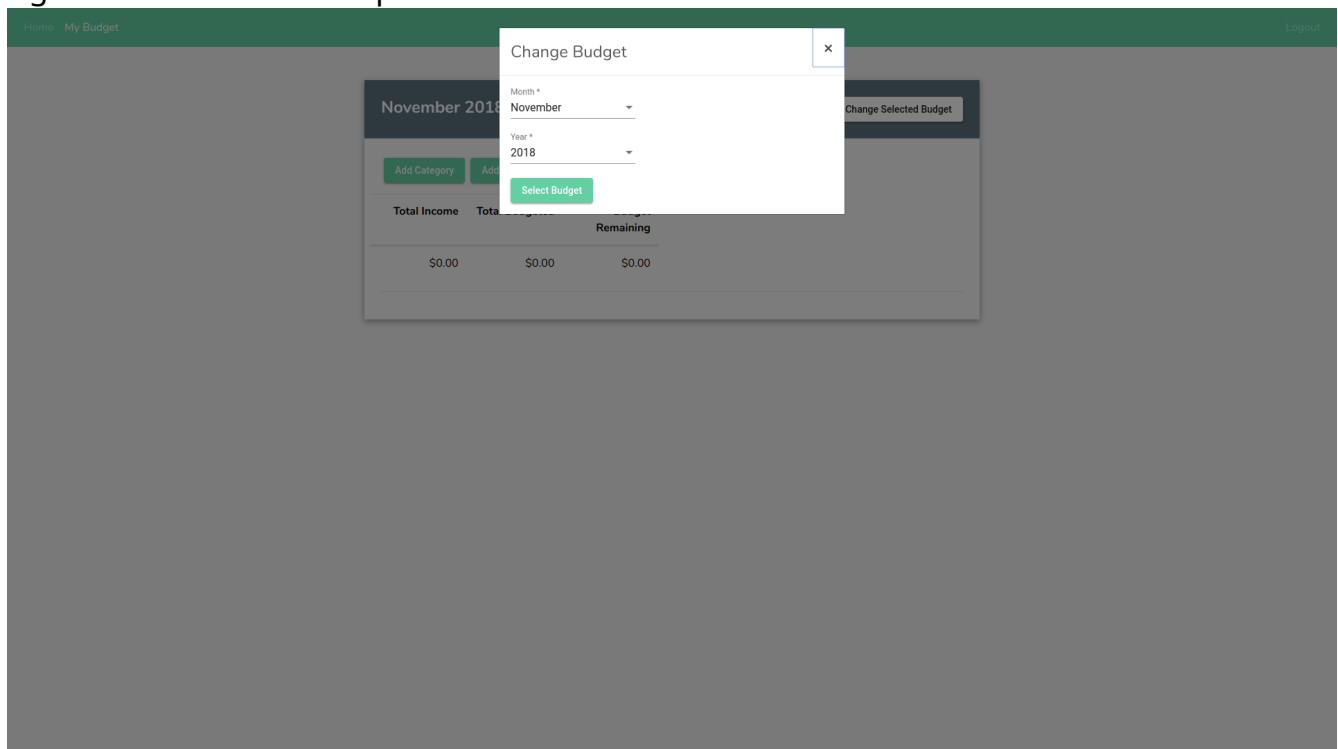 Home My Budget Logout
Change Budget ×
November 2018
Month *
November
Change Selected Budget
Year *
2018
Add Category Add
Select Budget
Total Income
Remaining
$0.00 $0.00 $0.00